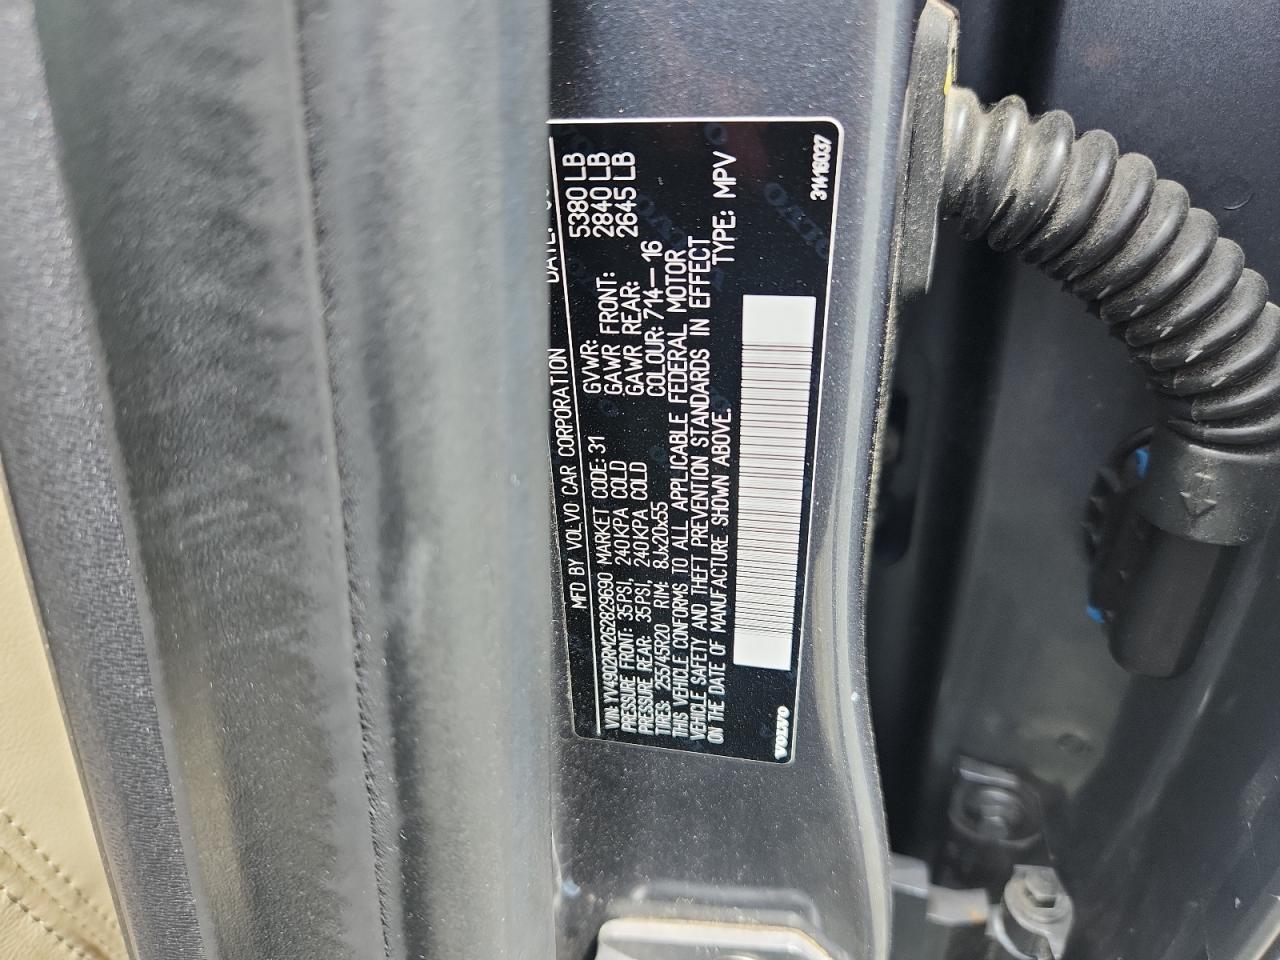 MFD BY VOLVO CAR CORPORATION DATE:
VIN: YV4902RM2G2829690 MARKET CODE: 31 GVWR: 5380 LB
PRESSURE FRONT: 35PSI, 240KPA COLD GAWR FRONT: 2840 LB
PRESSURE REAR: 35PSI, 240KPA COLD GAWR REAR: 2645 LB
TIRES: 255/45R20 RIM: 8Jx20x55 COLOUR: 714-16
THIS VEHICLE CONFORMS TO ALL APPLICABLE FEDERAL MOTOR
VEHICLE SAFETY AND THEFT PREVENTION STANDARDS IN EFFECT
ON THE DATE OF MANUFACTURE SHOWN ABOVE. TYPE: MPV
VOLVO 31418037